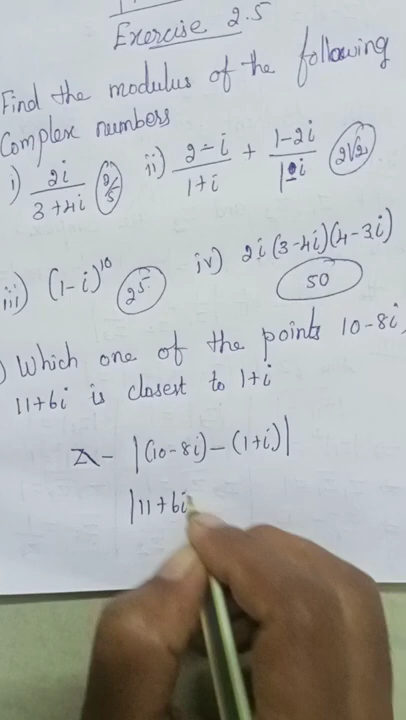 Exercise 2.5
Find the modulus of the following
Complex numbers
i) 2i/(3+4i) (2/5) ii) (2-i)/(1+i) + (1-2i)/(1-i) (2√2)
iii) (1-i)^10 (25) iv) 2i(3-4i)(4-3i)
50
) Which one of the points 10-8i,
11+6i is closest to 1+i
|(10-8i)-(1+i)|
|11+6i